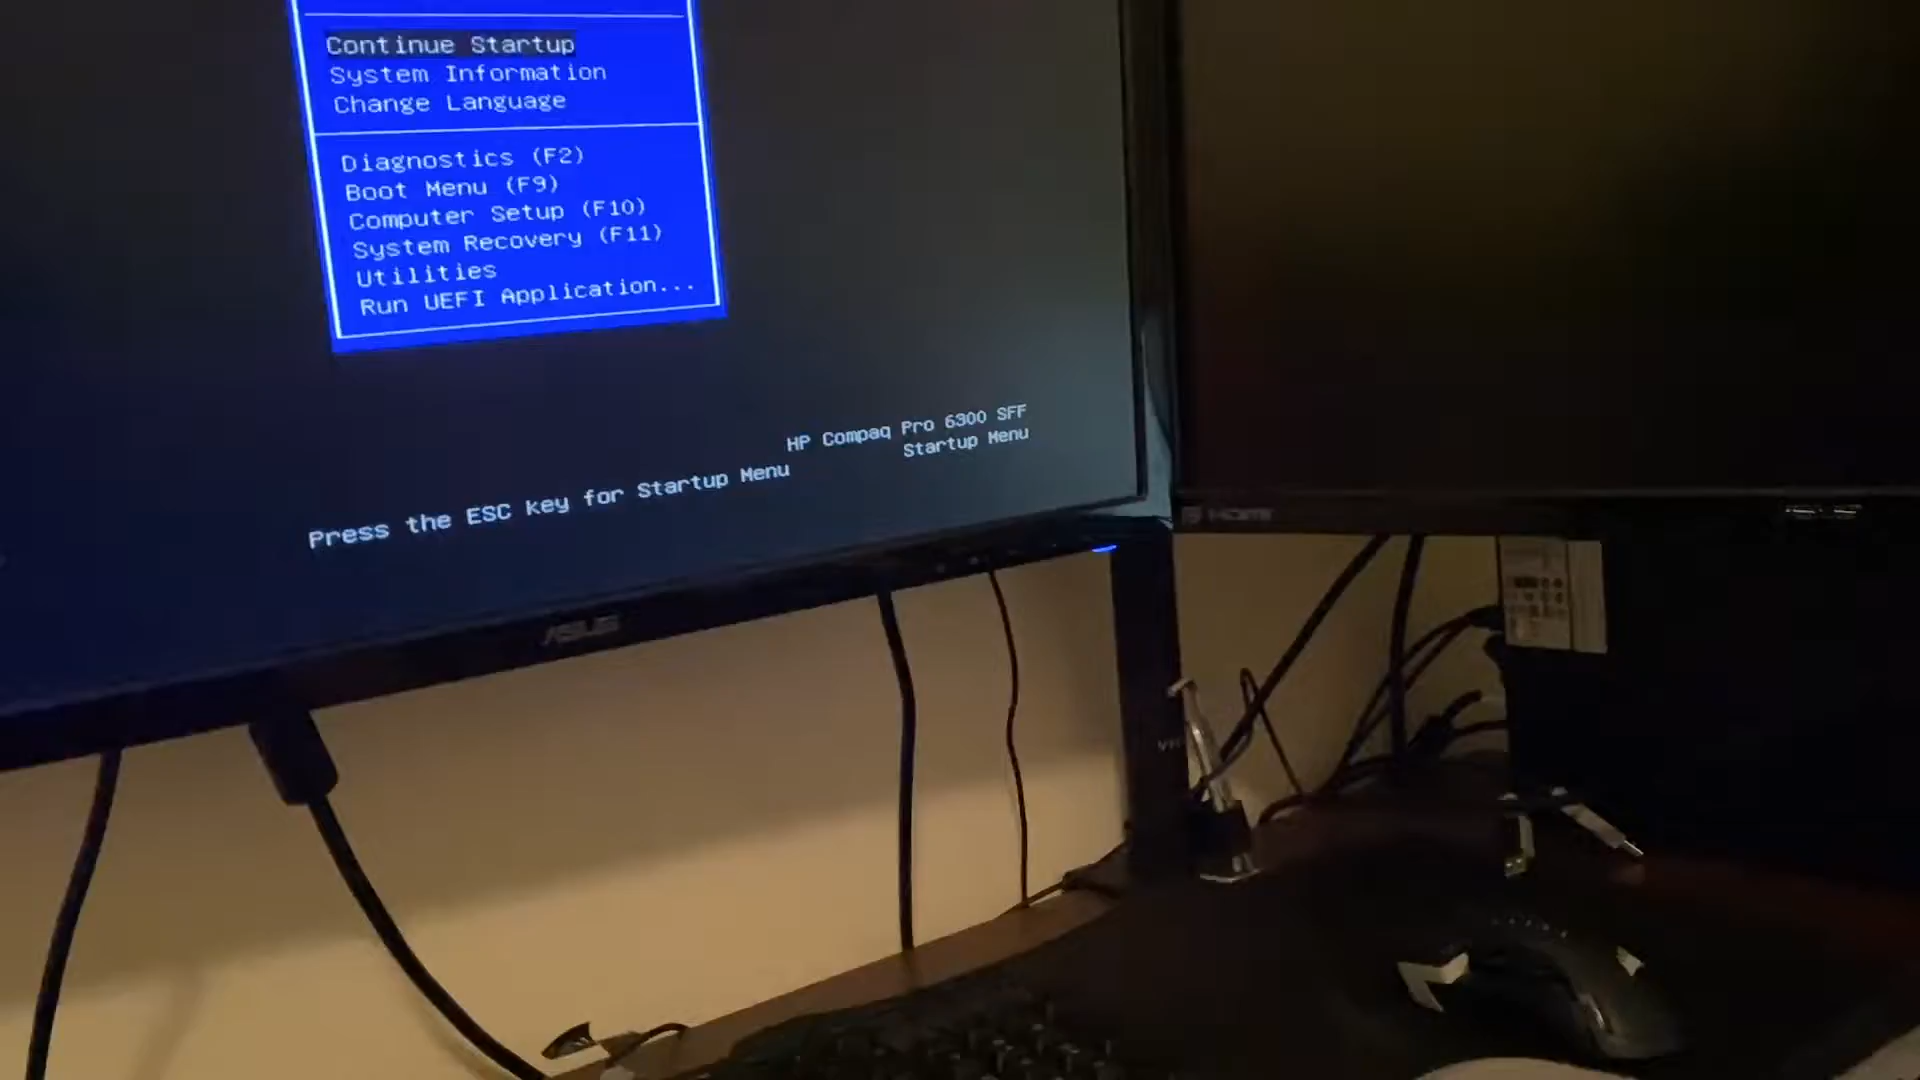 Continue Startup
System Information
Change Language
Diagnostics (F2)
Boot Menu (F9)
Computer Setup (F10)
System Recovery (F11)
Utilities
Run UEFI Application...
HP Compaq Pro 6300 SFF
Startup Menu
Press the ESC key for Startup Menu
ASUS
HDMI